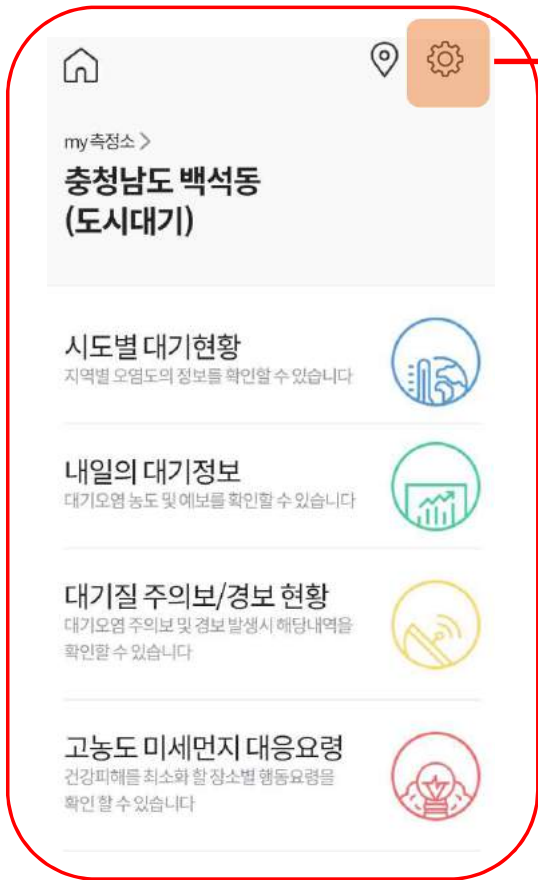 my 측정소 >
충청남도 백석동
(도시대기)
시도별 대기현황
지역별 오염도의 정보를 확인할 수 있습니다
내일의 대기정보
대기오염 농도 및 예보를 확인할 수 있습니다
대기질 주의보/경보 현황
대기오염 주의보 및 경보 발생시 해당내역을
확인할 수 있습니다
고농도 미세먼지 대응요령
건강피해를 최소화 할 장소별 행동요령을
확인 할 수 있습니다